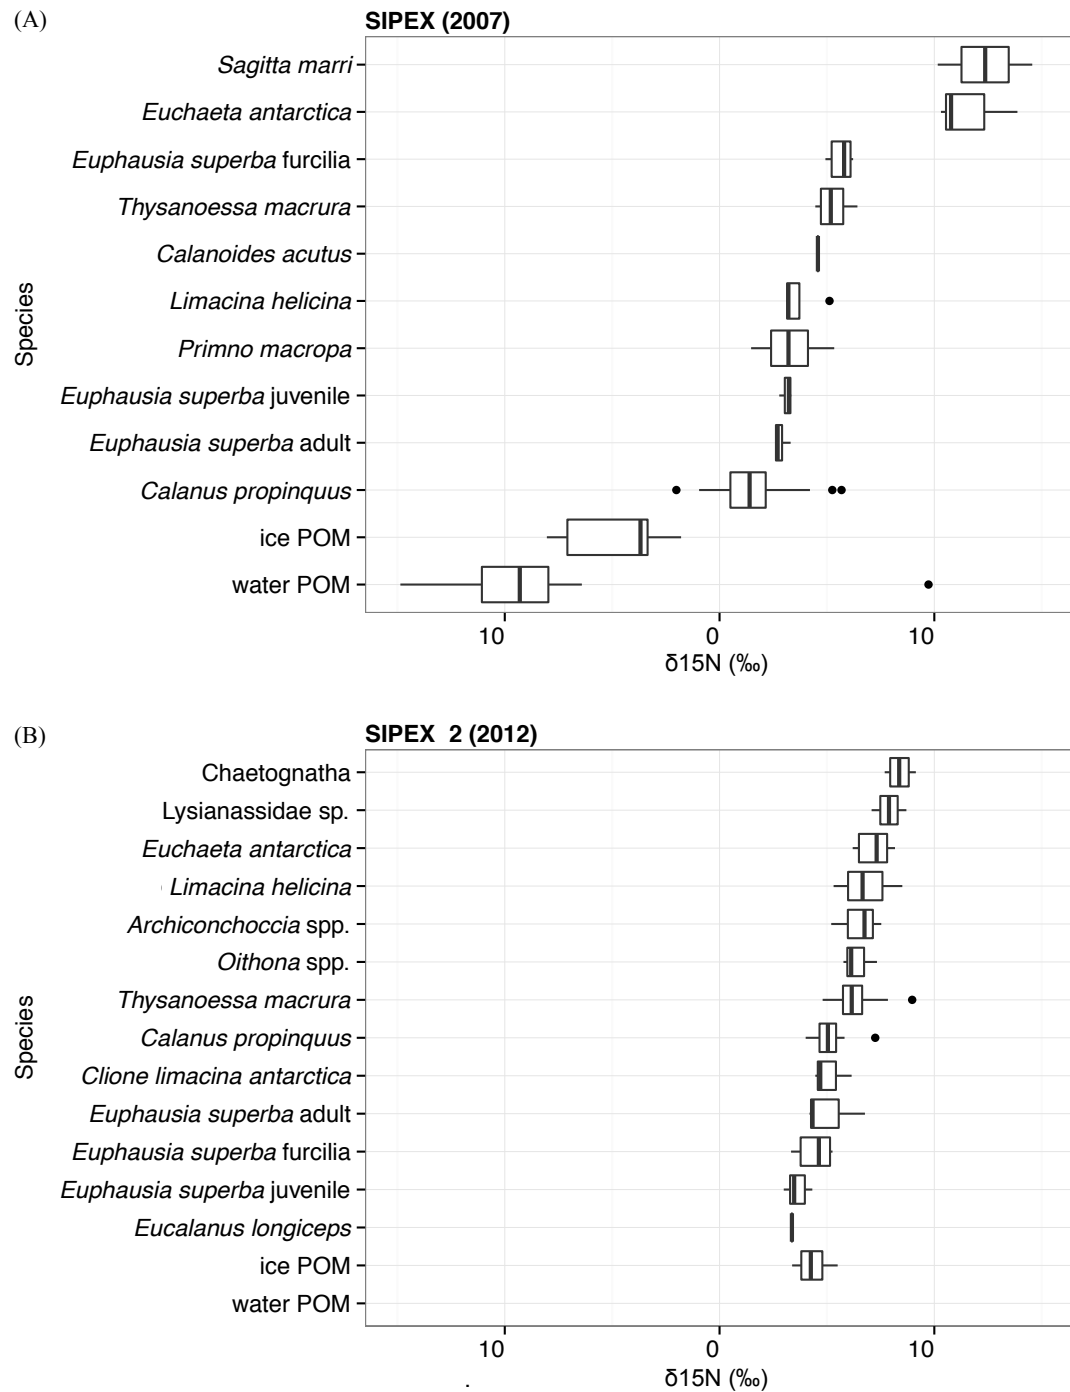 (A)
SIPEX (2007)
Species
Sagitta marri
Euchaeta antarctica
Euphausia superba furcilia
Thysanoessa macrura
Calanoides acutus
Limacina helicina
Primno macropa
Euphausia superba juvenile
Euphausia superba adult
Calanus propinquus
ice POM
water POM
10 0 10
δ15N (‰)
(B)
SIPEX 2 (2012)
Species
Chaetognatha
Lysianassidae sp.
Euchaeta antarctica
Limacina helicina
Archiconchoccia spp.
Oithona spp.
Thysanoessa macrura
Calanus propinquus
Clione limacina antarctica
Euphausia superba adult
Euphausia superba furcilia
Euphausia superba juvenile
Eucalanus longiceps
ice POM
water POM
10 0 10
δ15N (‰)